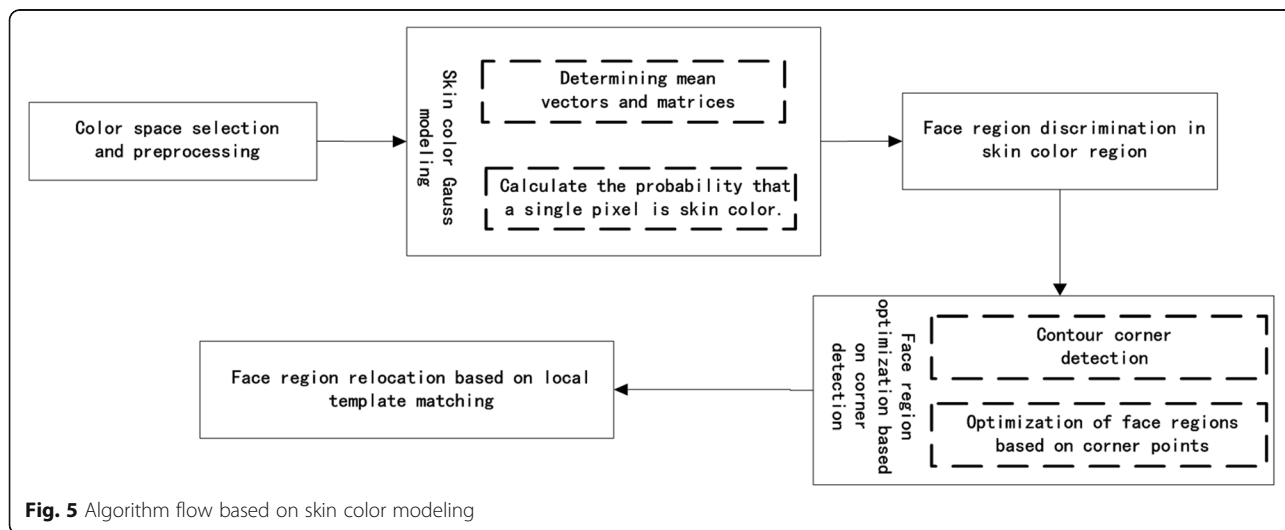 Color space selection
and preprocessing
Skin color Gauss
modeling
Determining mean
vectors and matrices
Calculate the probability that
a single pixel is skin color.
Face region discrimination in
skin color region
Face region
optimization based
on corner
detection
Contour corner
detection
Optimization of face regions
based on corner points
Face region relocation based on local
template matching
Fig. 5 Algorithm flow based on skin color modeling